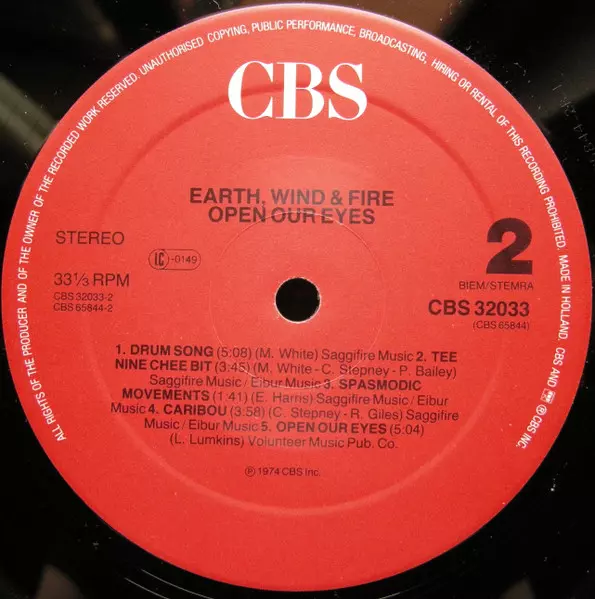 ALL RIGHTS OF THE PRODUCER AND OF THE OWNER OF THE RECORDED WORK RESERVED. UNAUTHORISED COPYING, PUBLIC PERFORMANCE, BROADCASTING, HIRING OR RENTAL OF THIS RECORDING PROHIBITED. MADE IN HOLLAND. CBS AND ℗ CBS INC.
CBS
EARTH, WIND & FIRE
OPEN OUR EYES
STEREO
IC -0149
2
33⅓ RPM
BIEM/STEMRA
CBS 32033-2
CBS 65844-2
CBS 32033
(CBS 65844)
1. DRUM SONG (5:08) (M. White) Saggifire Music 2. TEE
NINE CHEE BIT (3:45) (M. White - C. Stepney - P. Bailey)
Saggifire Music / Eibur Music 3. SPASMODIC
MOVEMENTS (1 41) (E. Harris) Saggifire Music / Eibur
Music 4. CARIBOU (3:58) (C. Stepney - R. Giles) Saggifire
Music / Eibur Music 5. OPEN OUR EYES (5:04)
(L. Lumkins) Volunteer Music Pub. Co.
℗ 1974 CBS Inc.